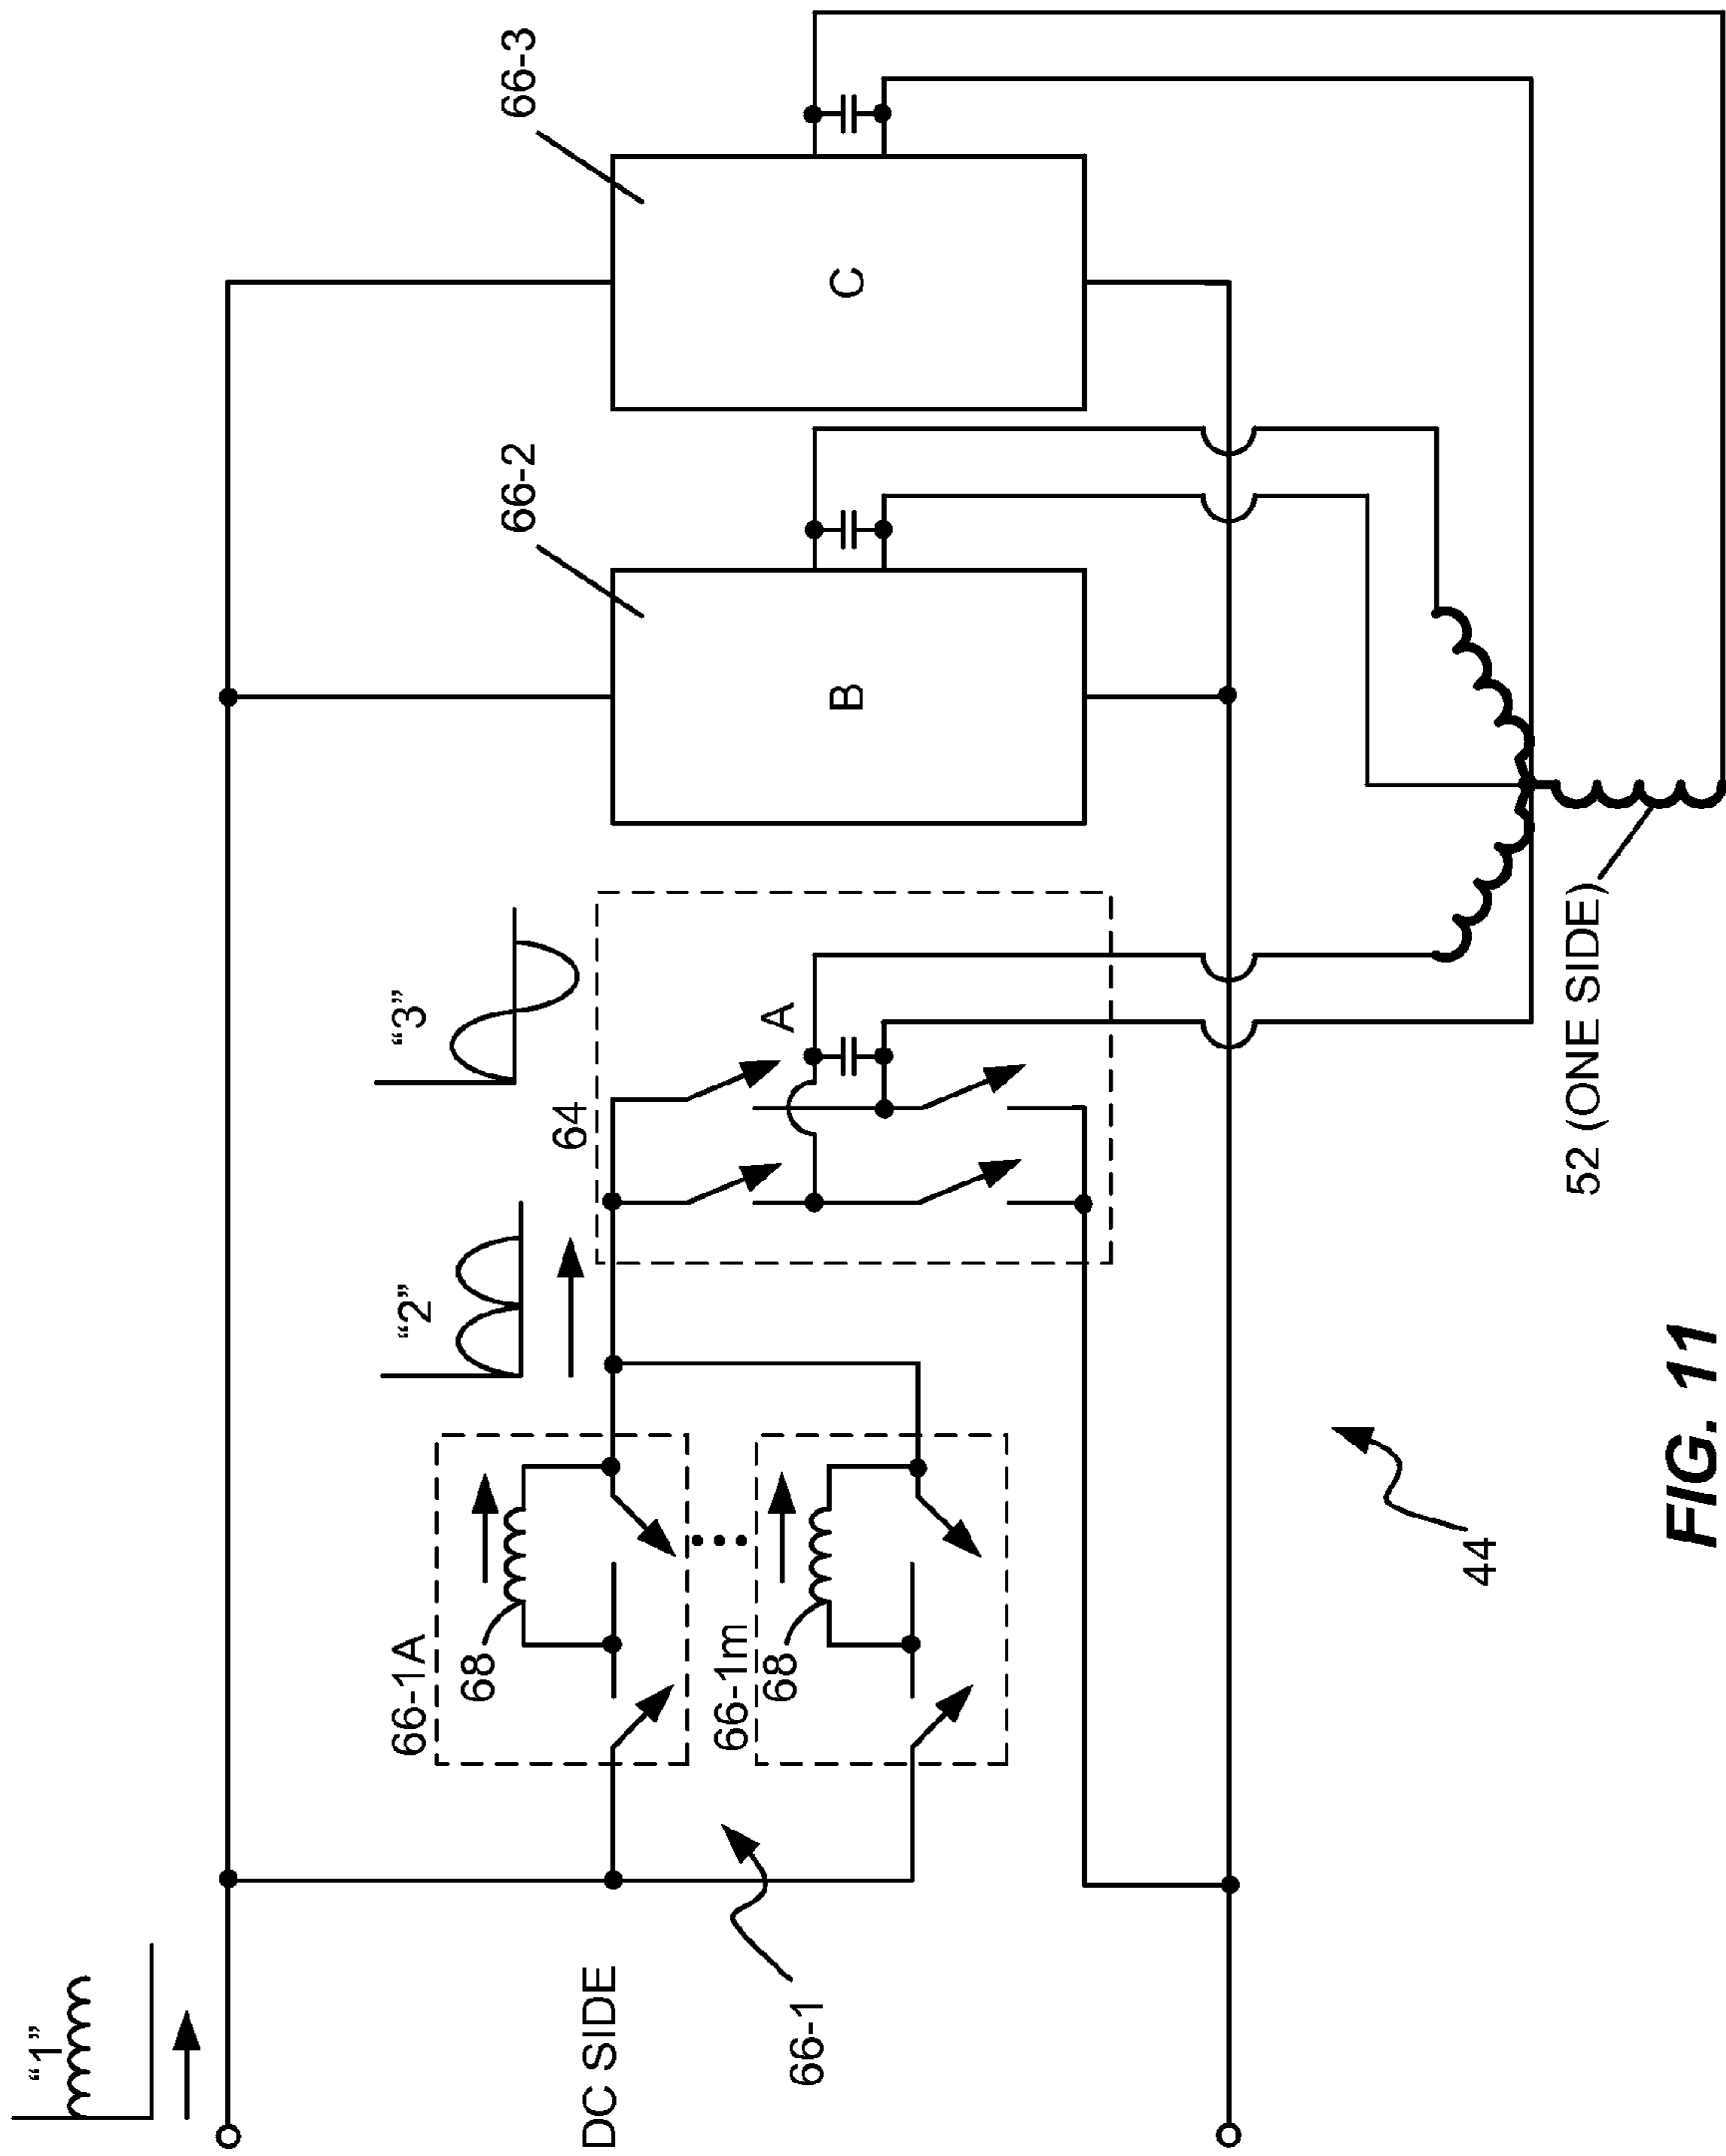 “1”
“2”
“3”
66-1A
68
66-1m
68
64
A
66-2
B
66-3
C
DC SIDE
66-1
52 (ONE SIDE)
44
FIG. 11